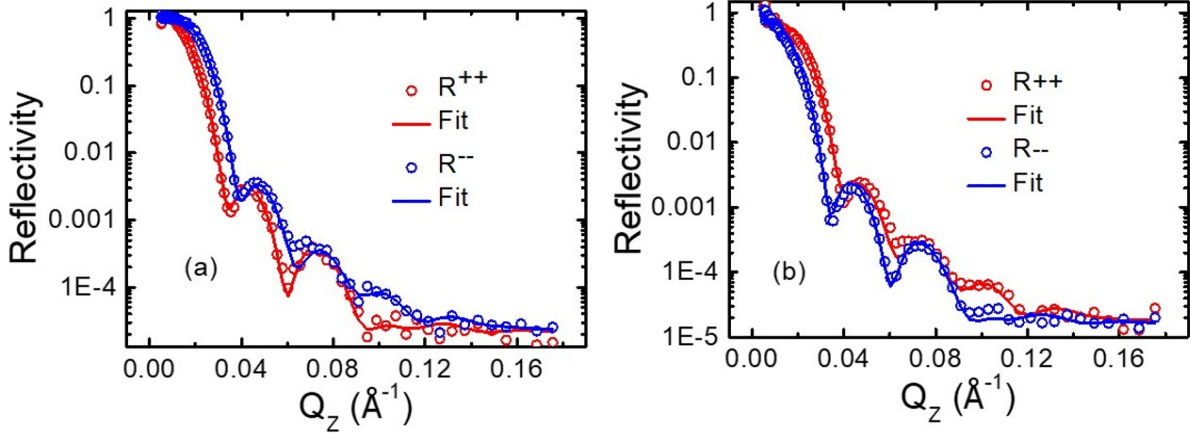 1
0.1
0.01
0.001
1E-4
Reflectivity
(a)
R++
Fit
R--
Fit
0.00 0.04 0.08 0.12 0.16
QZ (Å-1)
1
0.1
0.01
0.001
1E-4
1E-5
Reflectivity
(b)
R++
Fit
R--
Fit
0.00 0.04 0.08 0.12 0.16
QZ (Å-1)